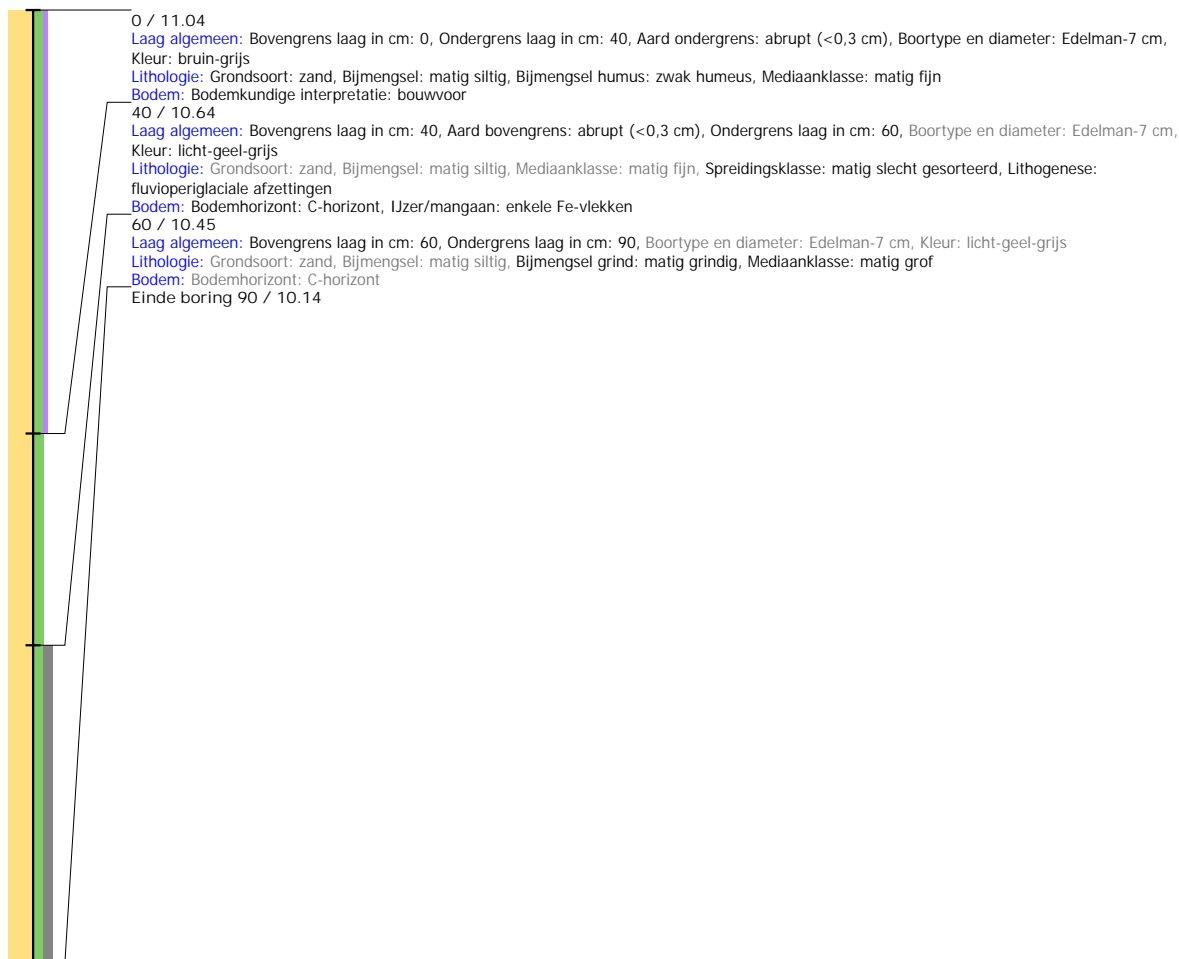 0 / 11.04
Laag algemeen: Bovengrens laag in cm: 0, Ondergrens laag in cm: 40, Aard ondergrens: abrupt (<0,3 cm), Boortype en diameter: Edelman-7 cm,
Kleur: bruin-grijs
Lithologie: Grondsoort: zand, Bijmengsel: matig siltig, Bijmengsel humus: zwak humeus, Mediaanklasse: matig fijn
Bodem: Bodemkundige interpretatie: bouwvoor
40 / 10.64
Laag algemeen: Bovengrens laag in cm: 40, Aard bovengrens: abrupt (<0,3 cm), Ondergrens laag in cm: 60, Boortype en diameter: Edelman-7 cm,
Kleur: licht-geel-grijs
Lithologie: Grondsoort: zand, Bijmengsel: matig siltig, Mediaanklasse: matig fijn, Spreidingsklasse: matig slecht gesorteerd, Lithogenese:
fluvioperiglaciale afzettingen
Bodem: Bodemhorizont: C-horizont, IJzer/mangaan: enkele Fe-vlekken
60 / 10.45
Laag algemeen: Bovengrens laag in cm: 60, Ondergrens laag in cm: 90, Boortype en diameter: Edelman-7 cm, Kleur: licht-geel-grijs
Lithologie: Grondsoort: zand, Bijmengsel: matig siltig, Bijmengsel grind: matig grindig, Mediaanklasse: matig grof
Bodem: Bodemhorizont: C-horizont
Einde boring 90 / 10.14